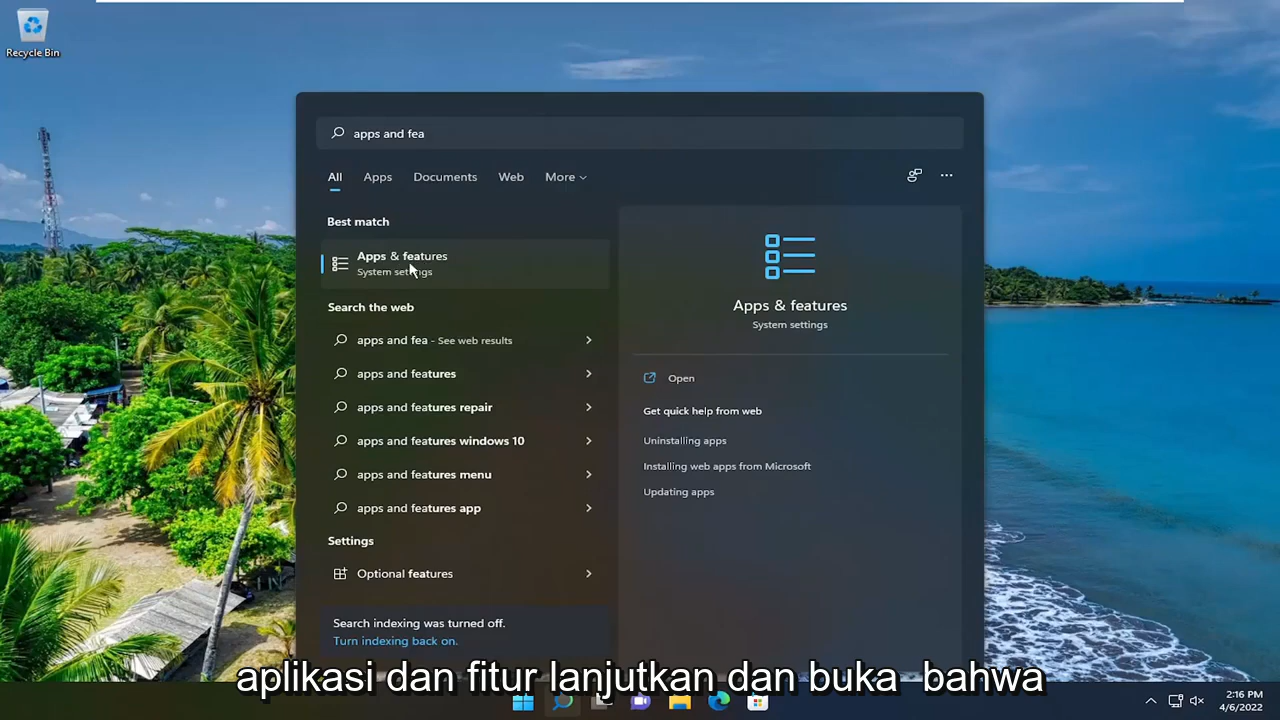 Recycle Bin
apps and fea
All Apps Documents Web More
Best match
Apps & features
System settings
Search the web
apps and fea - See web results
apps and features
apps and features repair
apps and features windows 10
apps and features menu
apps and features app
Settings
Optional features
Search indexing was turned off.
Turn indexing back on.
Apps & features
System settings
Open
Get quick help from web
Uninstalling apps
Installing web apps from Microsoft
Updating apps
aplikasi dan fitur lanjutkan dan buka bahwa
2:16 PM
4/6/2022